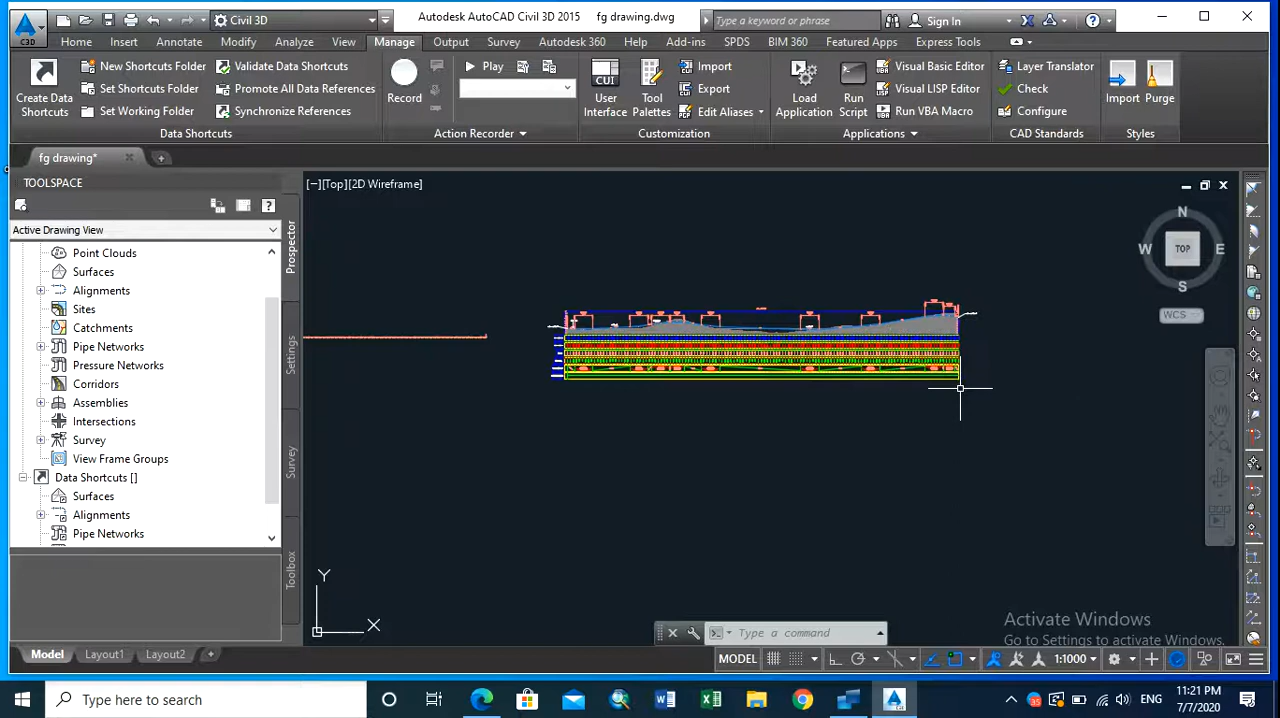 Civil 3D
Autodesk AutoCAD Civil 3D 2015 fg drawing.dwg
Type a keyword or phrase
Sign In
C3D
Home Insert Annotate Modify Analyze View Manage Output Survey Autodesk 360 Help Add-ins SPDS BIM 360 Featured Apps Express Tools
New Shortcuts Folder Validate Data Shortcuts
Play
Import
Visual Basic Editor
Layer Translator
Create Data Shortcuts
Set Shortcuts Folder Promote All Data References
Record
CUI
User Interface
Tool Palettes
Export
Load Application
Run Script
Visual LISP Editor
Check
Import Purge
Set Working Folder Synchronize References
Edit Aliases
Run VBA Macro
Configure
Data Shortcuts
Action Recorder
Customization
Applications
CAD Standards
Styles
fg drawing*
TOOLSPACE
[−][Top][2D Wireframe]
Active Drawing View
Point Clouds
Surfaces
Alignments
Sites
Catchments
Pipe Networks
Pressure Networks
Corridors
Assemblies
Intersections
Survey
View Frame Groups
Data Shortcuts []
Surfaces
Alignments
Pipe Networks
Prospector
Settings
Survey
Toolbox
N
W TOP E
S
WCS
Y
X
Activate Windows
Go to Settings to activate Windows.
Type a command
Model Layout1 Layout2
MODEL
1:1000
Type here to search
ENG
11:21 PM
7/7/2020